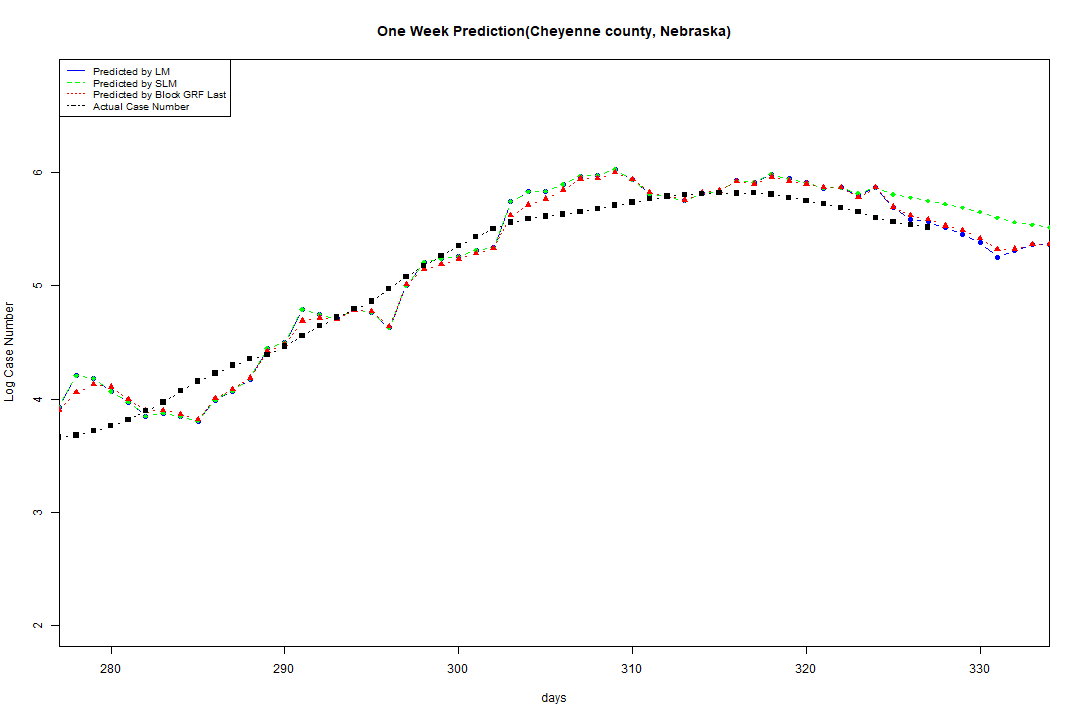 One Week Prediction(Cheyenne county, Nebraska)
Predicted by LM
Predicted by SLM
Predicted by Block GRF Last
Actual Case Number
6
5
4
3
2
Log Case Number
280 290 300 310 320 330
days